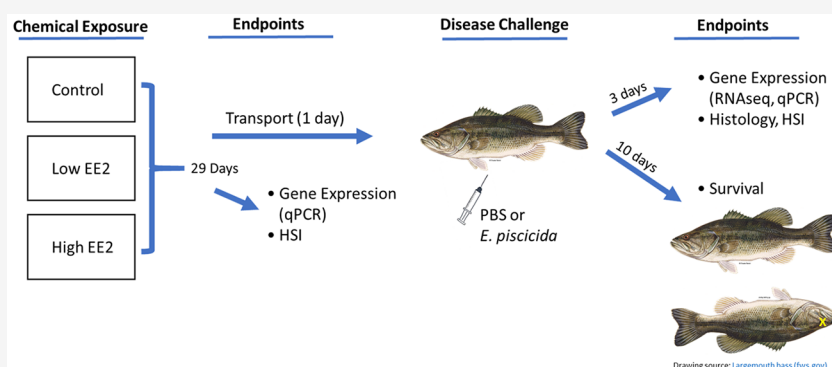 Chemical Exposure
Endpoints
Disease Challenge
Endpoints
Control
Low EE2
High EE2
29 Days
Transport (1 day)
• Gene Expression
(qPCR)
• HSI
PBS or
E. piscicida
3 days
10 days
• Gene Expression
(RNAseq, qPCR)
• Histology, HSI
• Survival
X
Drawing source: Largemouth bass (fws.gov)